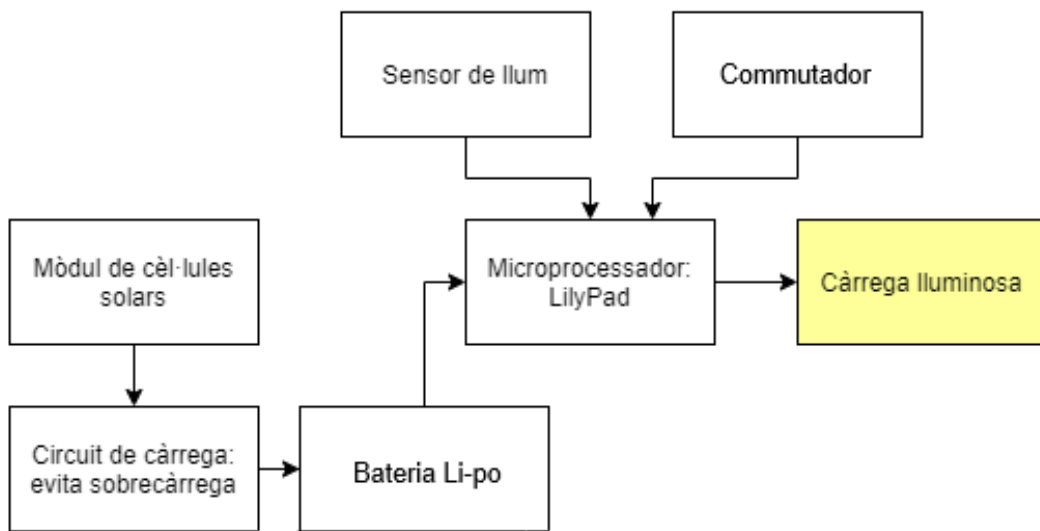 Sensor de llum
Commutador
Mòdul de cèl·lules
solars
Microprocessador:
LilyPad
Càrrega lluminosa
Circuit de càrrega:
evita sobrecàrrega
Bateria Li-po